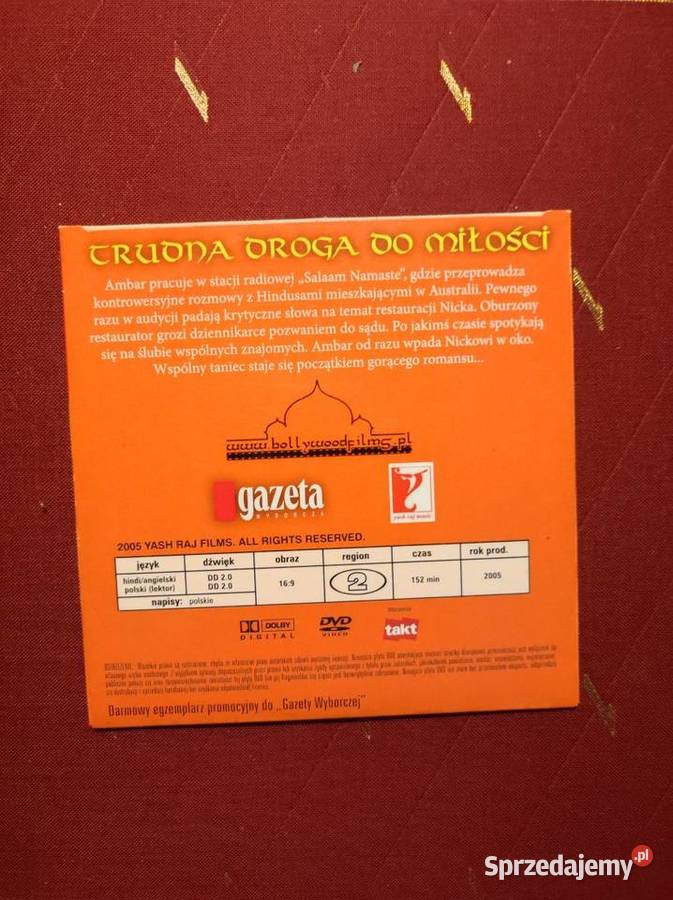 TRUDNA DROGA DO MIŁOŚCI
Ambar pracuje w stacji radiowej „Salaam Namaste", gdzie przeprowadza
kontrowersyjne rozmowy z Hindusami mieszkającymi w Australii. Pewnego
razu w audycji padają krytyczne słowa na temat restauracji Nicka. Oburzony
restaurator grozi dziennikarce pozwaniem do sądu. Po jakimś czasie spotykają
się na ślubie wspólnych znajomych. Ambar od razu wpada Nickowi w oko.
Wspólny taniec staje się początkiem gorącego romansu...
www.bollywoodfilms.pl
gazeta
WYBORCZA
yash raj music
2005 YASH RAJ FILMS. ALL RIGHTS RESERVED.
język dźwięk obraz region czas rok prod.
hindi/angielski DD 2.0 16:9 2 152 min 2005
polski (lektor) DD 2.0
napisy: polskie
DOLBY
DIGITAL
DVD
VIDEO
takt
Darmowy egzemplarz promocyjny do „Gazety Wyborczej"
Sprzedajemy.pl